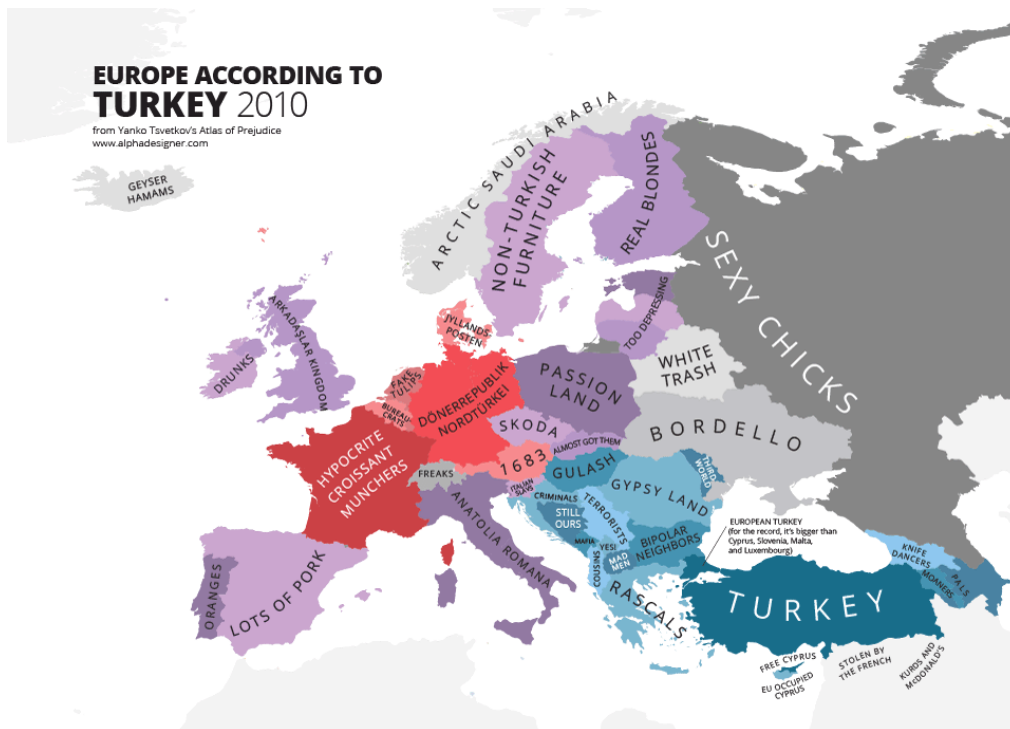 EUROPE ACCORDING TO
TURKEY 2010
from Yanko Tsvetkov's Atlas of Prejudice
www.alphadesigner.com
GEYSER
HAMAMS
ARCTIC SAUDI ARABIA
NON-TURKISH
FURNITURE
REAL BLONDES
SEXY CHICKS
TOO DEPRESSING
ARKADAŞLAR KINGDOM
DRUNKS
JYLLANDS
POSTEN
FAKE
TULIPS
BUREAU-
CRATS
DÖNERREPUBLIK
NORDTÜRKEI
PASSION
LAND
WHITE
TRASH
SKODA
ALMOST GOT THEM
BORDELLO
HYPOCRITE
CROISSANT
MUNCHERS
FREAKS
1683
GULASH
THIRD
WORLD
ITALIAN
SLAVS
CRIMINALS
GYPSY LAND
STILL
OURS
TERRORISTS
ANATOLIA ROMANA
MAFIA
YES!
BIPOLAR
NEIGHBORS
EUROPEAN TURKEY
(for the record, it's bigger than
Cyprus, Slovenia, Malta,
and Luxembourg)
COUSINS
MAD
MEN
RASCALS
KNIFE
DANCERS
MOANERS
PALS
ORANGES
LOTS OF PORK
TURKEY
FREE CYPRUS
EU OCCUPIED
CYPRUS
STOLEN BY
THE FRENCH
KURDS AND
McDONALD'S